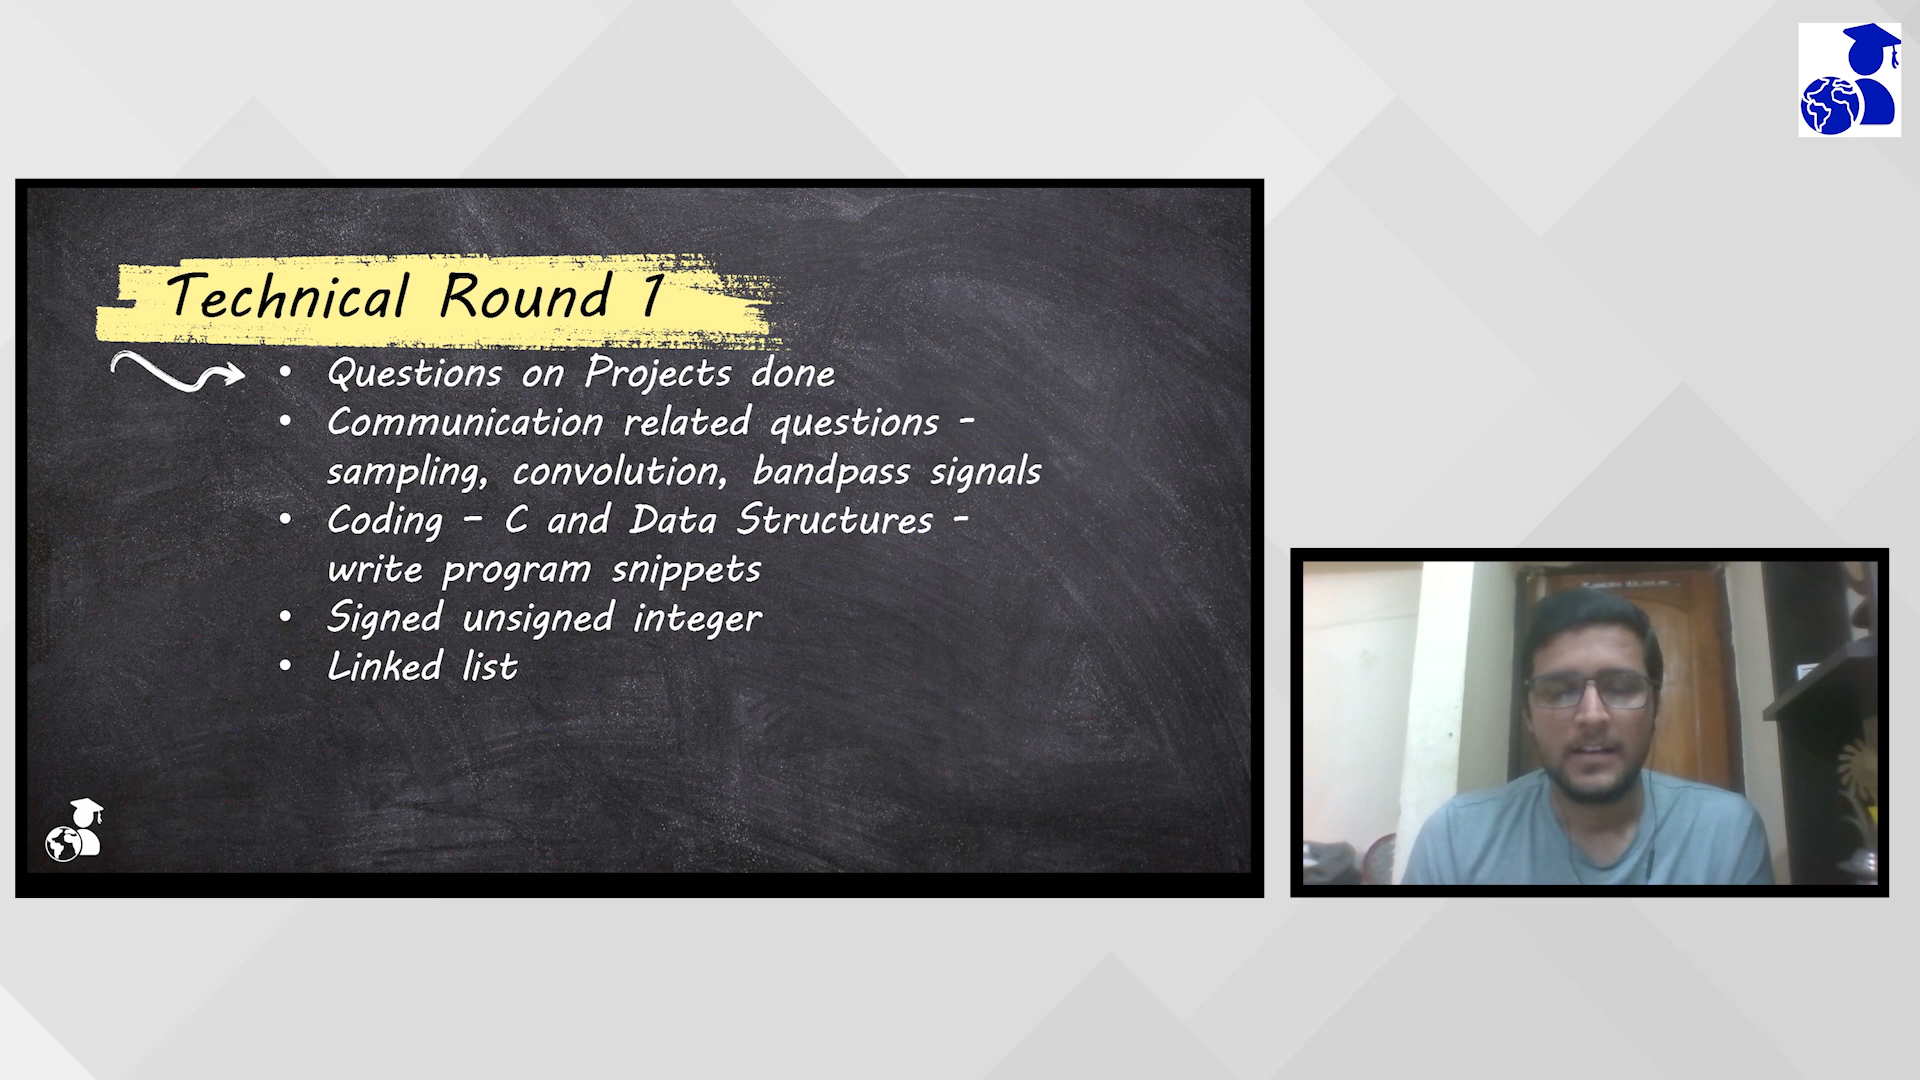 Technical Round 1
• Questions on Projects done
• Communication related questions -
sampling, convolution, bandpass signals
• Coding – C and Data Structures -
write program snippets
• Signed unsigned integer
• Linked list